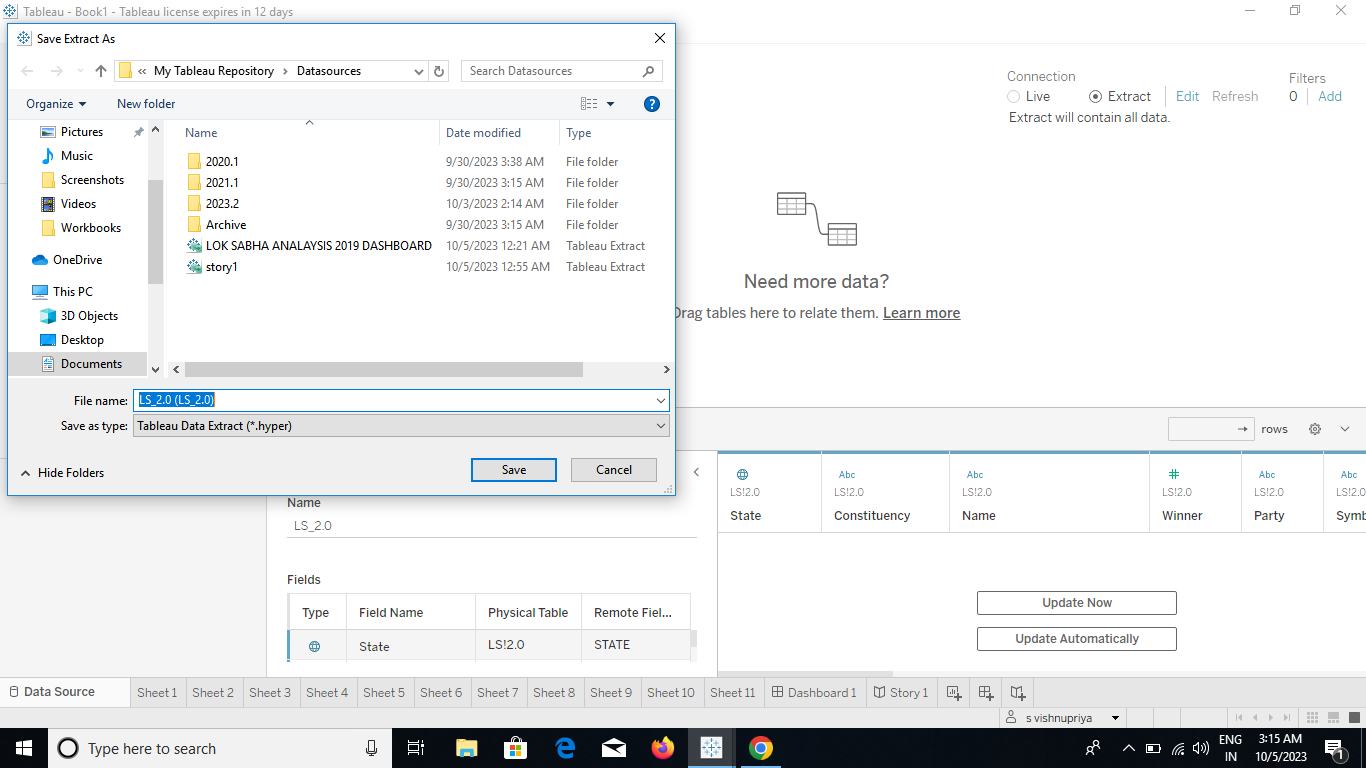 Tableau - Book1 - Tableau license expires in 12 days
Save Extract As
« My Tableau Repository > Datasources
Search Datasources
Organize
New folder
?
Pictures
Music
Screenshots
Videos
Workbooks
OneDrive
This PC
3D Objects
Desktop
Documents
Name Date modified Type
2020.1 9/30/2023 3:38 AM File folder
2021.1 9/30/2023 3:15 AM File folder
2023.2 10/3/2023 2:14 AM File folder
Archive 9/30/2023 3:15 AM File folder
LOK SABHA ANALAYSIS 2019 DASHBOARD 10/5/2023 12:21 AM Tableau Extract
story1 10/5/2023 12:55 AM Tableau Extract
File name: LS_2.0 (LS_2.0)
Save as type: Tableau Data Extract (*.hyper)
Hide Folders
Save
Cancel
Connection
Live Extract Edit Refresh
Extract will contain all data.
Filters
0 Add
Need more data?
Drag tables here to relate them. Learn more
rows
Name
LS_2.0
Fields
Type Field Name Physical Table Remote Fiel...
State LS!2.0 STATE
Abc Abc Abc Abc
LS!2.0 LS!2.0 LS!2.0 LS!2.0 LS!2.0 LS!2.0
State Constituency Name Winner Party Symb
Update Now
Update Automatically
Data Source Sheet 1 Sheet 2 Sheet 3 Sheet 4 Sheet 5 Sheet 6 Sheet 7 Sheet 8 Sheet 9 Sheet 10 Sheet 11 Dashboard 1 Story 1
s vishnupriya
Type here to search
ENG
IN
3:15 AM
10/5/2023
1